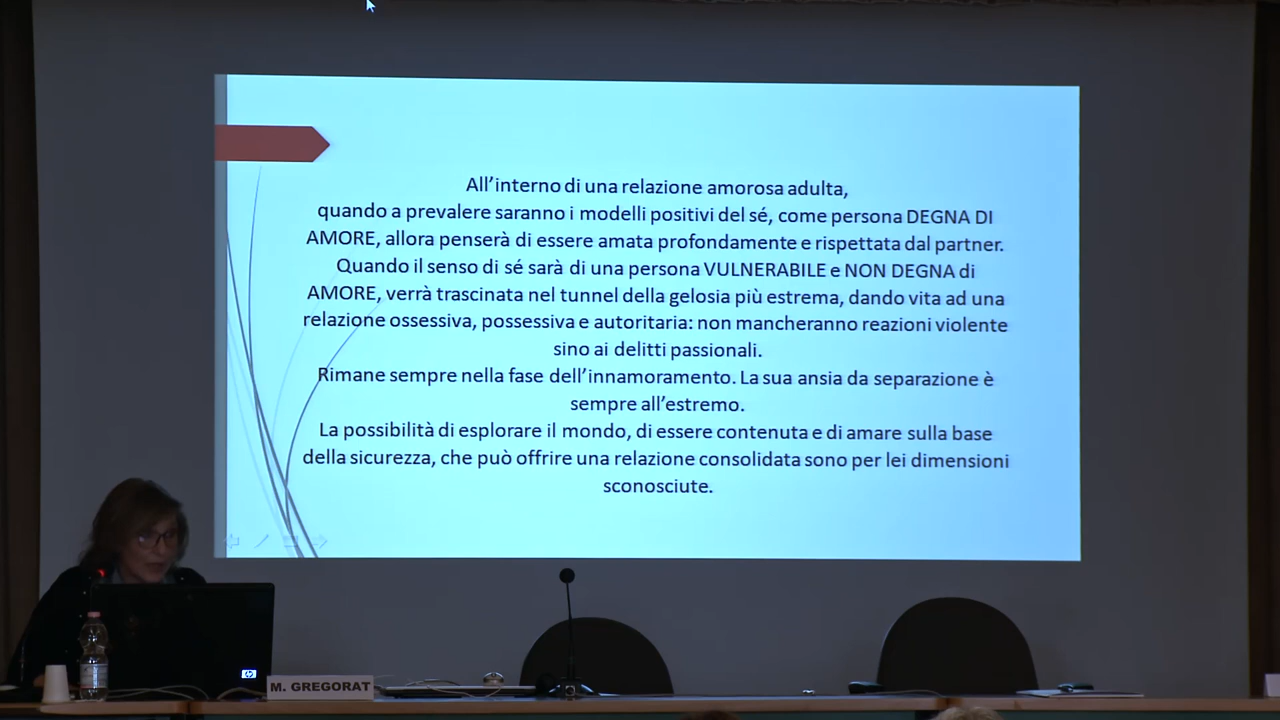 All'interno di una relazione amorosa adulta,
quando a prevalere saranno i modelli positivi del sé, come persona DEGNA DI
AMORE, allora penserà di essere amata profondamente e rispettata dal partner.
Quando il senso di sé sarà di una persona VULNERABILE e NON DEGNA di
AMORE, verrà trascinata nel tunnel della gelosia più estrema, dando vita ad una
relazione ossessiva, possessiva e autoritaria: non mancheranno reazioni violente
sino ai delitti passionali.
Rimane sempre nella fase dell'innamoramento. La sua ansia da separazione è
sempre all'estremo.
La possibilità di esplorare il mondo, di essere contenuta e di amare sulla base
della sicurezza, che può offrire una relazione consolidata sono per lei dimensioni
sconosciute.
hp
M. GREGORAT